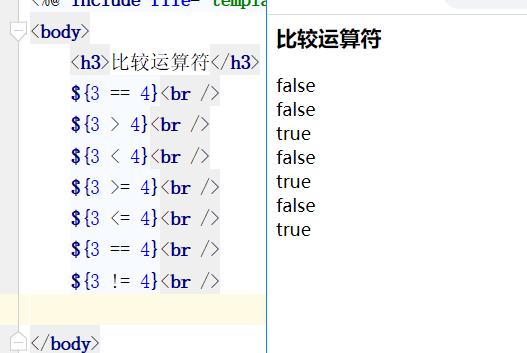 <%@ include file="templa
<body>
<h3>比较运算符</h3>
${3 == 4}<br />
${3 > 4}<br />
${3 < 4}<br />
${3 >= 4}<br />
${3 <= 4}<br />
${3 == 4}<br />
${3 != 4}<br />
</body>
比较运算符
false
false
true
false
true
false
true